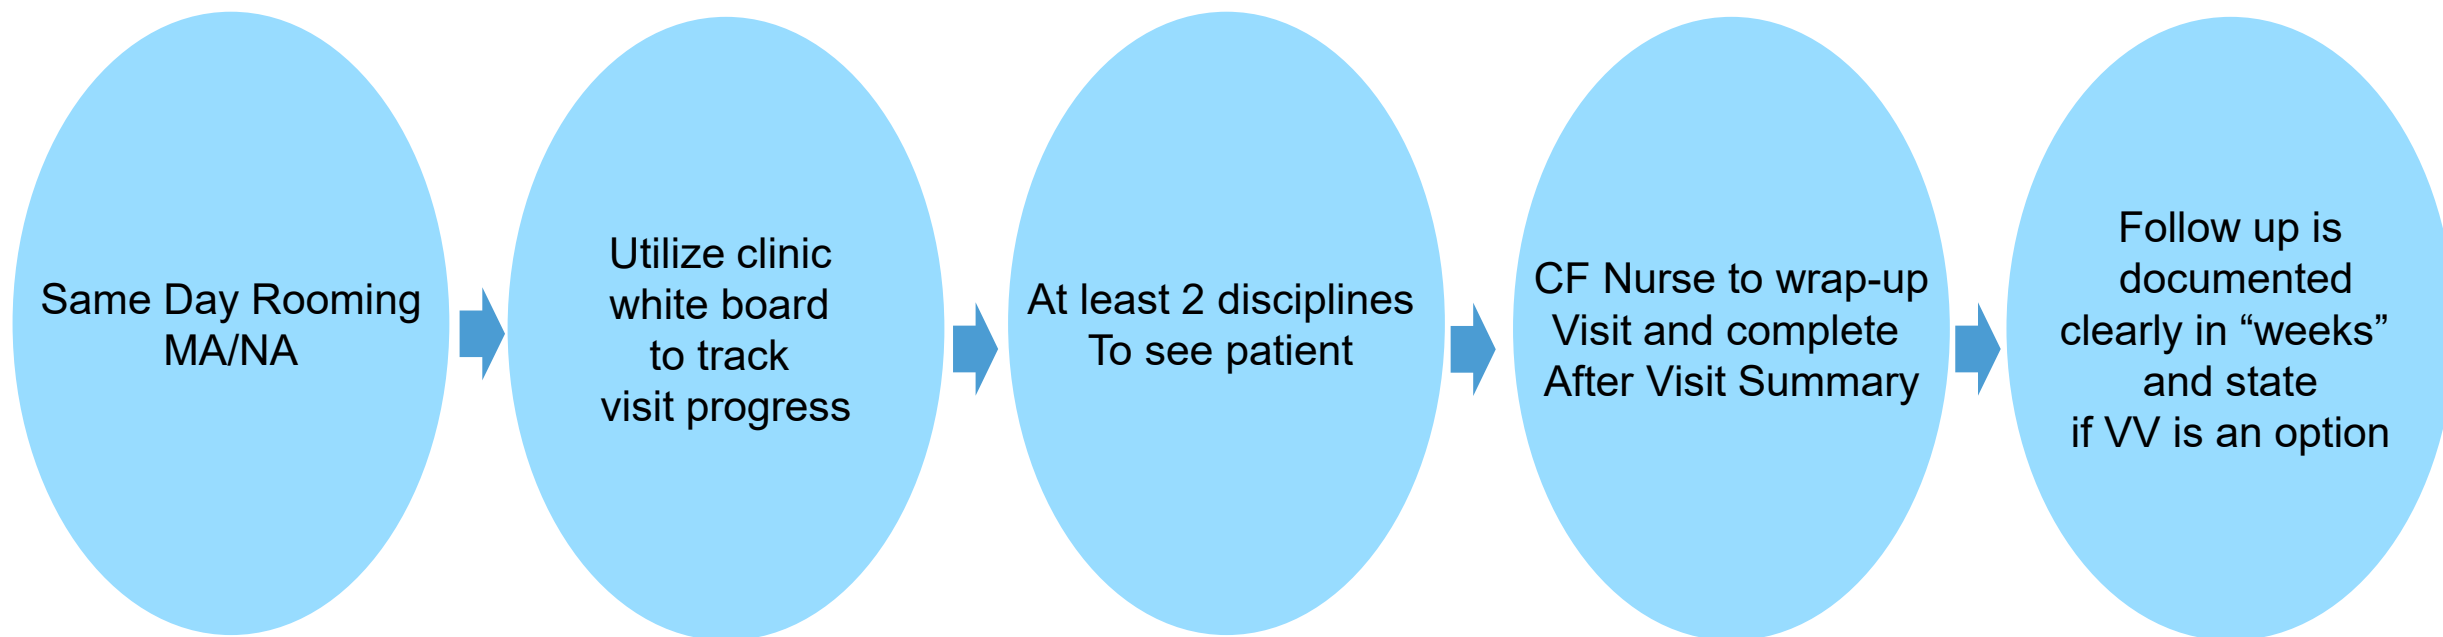 Same Day Rooming
MA/NA
Utilize clinic
white board
to track
visit progress
At least 2 disciplines
To see patient
CF Nurse to wrap-up
Visit and complete
After Visit Summary
Follow up is
documented
clearly in “weeks”
and state
if VV is an option